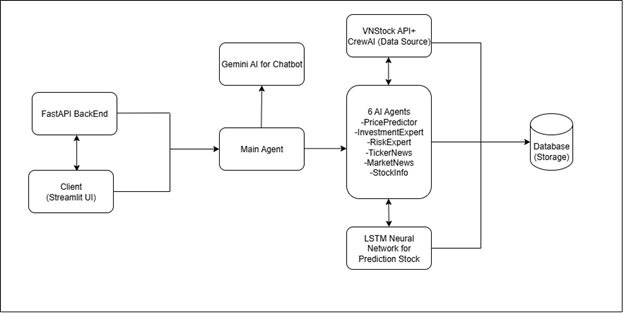 VNStock API+
CrewAI (Data Source)
Gemini AI for Chatbot
FastAPI BackEnd
6 AI Agents
-PricePredictor
-InvestmentExpert
-RiskExpert
-TickerNews
-MarketNews
-StockInfo
Main Agent
Database
(Storage)
Client
(Streamlit UI)
LSTM Neural
Network for
Prediction Stock